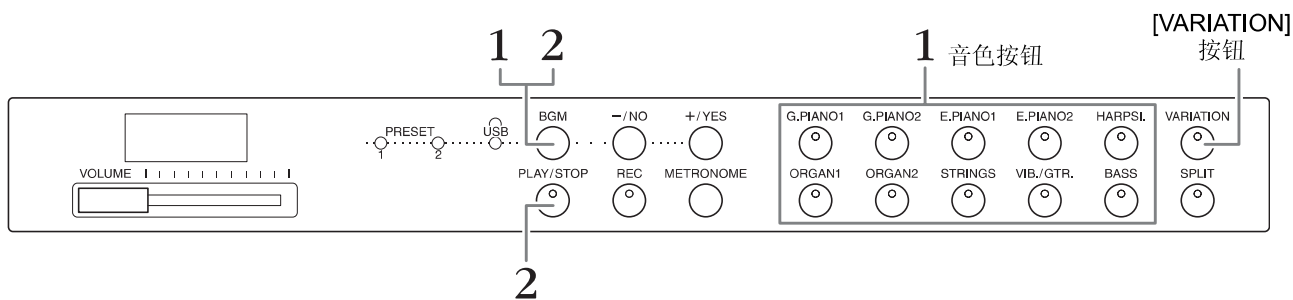 [VARIATION]
按钮
1 2
1 音色按钮
BGM −/NO +/YES G.PIANO1 G.PIANO2 E.PIANO1 E.PIANO2 HARPSI. VARIATION
PRESET USB
1 2
VOLUME PLAY/STOP REC METRONOME ORGAN1 ORGAN2 STRINGS VIB./GTR. BASS SPLIT
2